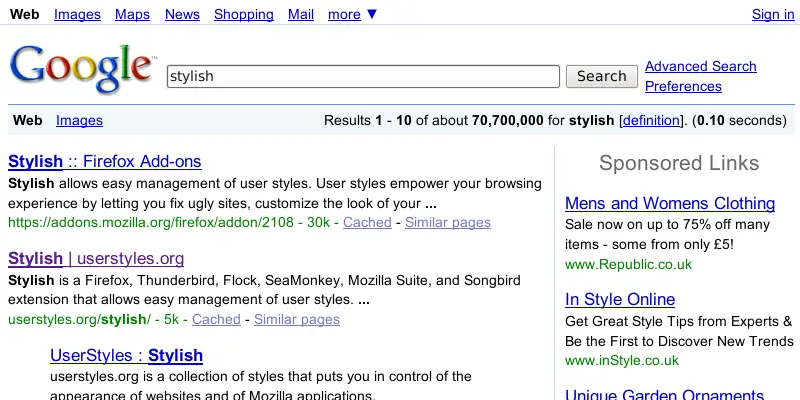 Web Images Maps News Shopping Mail more ▼ Sign in
Google™
stylish Search Advanced Search
Preferences
Web Images Results 1 - 10 of about 70,700,000 for stylish [definition]. (0.10 seconds)
Stylish :: Firefox Add-ons
Stylish allows easy management of user styles. User styles empower your browsing
experience by letting you fix ugly sites, customize the look of your ...
https://addons.mozilla.org/firefox/addon/2108 - 30k - Cached - Similar pages
Stylish | userstyles.org
Stylish is a Firefox, Thunderbird, Flock, SeaMonkey, Mozilla Suite, and Songbird
extension that allows easy management of user styles. ...
userstyles.org/stylish/ - 5k - Cached - Similar pages
UserStyles : Stylish
userstyles.org is a collection of styles that puts you in control of the
appearance of websites and of Mozilla applications.
Sponsored Links
Mens and Womens Clothing
Sale now on up to 75% off many
items - some from only £5!
www.Republic.co.uk
In Style Online
Get Great Style Tips from Experts &
Be the First to Discover New Trends
www.inStyle.co.uk
Unique Garden Ornaments